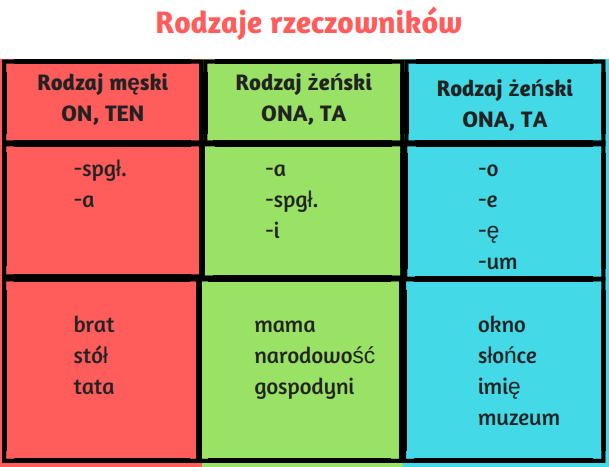 Rodzaje rzeczowników
Rodzaj męski
ON, TEN
Rodzaj żeński
ONA, TA
Rodzaj żeński
ONA, TA
-spgł.
-a
-a
-spgł.
-i
-o
-e
-ę
-um
brat
stół
tata
mama
narodowość
gospodyni
okno
słońce
imię
muzeum